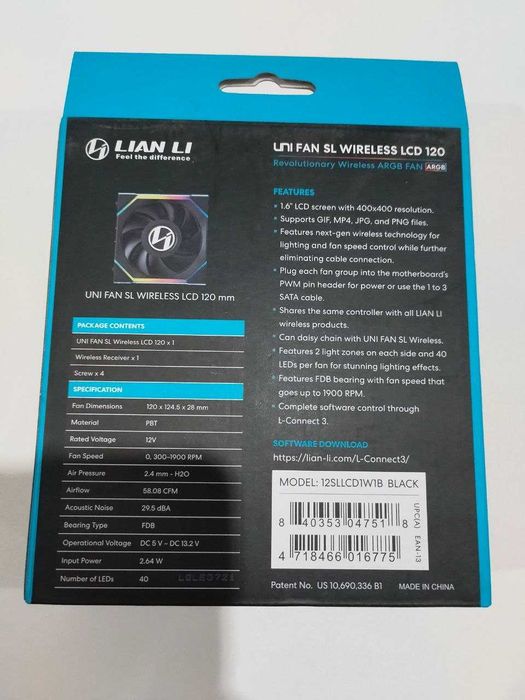 LIAN LI
Feel the difference
UNI FAN SL WIRELESS LCD 120
Revolutionary Wireless ARGB FAN ARGB
UNI FAN SL WIRELESS LCD 120 mm
PACKAGE CONTENTS
UNI FAN SL Wireless LCD 120 x 1
Wireless Receiver x 1
Screw x 4
SPECIFICATION
Fan Dimensions 120 x 124.5 x 28 mm
Material PBT
Rated Voltage 12V
Fan Speed 0, 300~1900 RPM
Air Pressure 2.4 mm - H2O
Airflow 58.08 CFM
Acoustic Noise 29.5 dBA
Bearing Type FDB
Operational Voltage DC 5 V ~ DC 13.2 V
Input Power 2.64 W
Number of LEDs 40
LGLE3721
FEATURES
• 1.6" LCD screen with 400x400 resolution.
• Supports GIF, MP4, JPG, and PNG files.
• Features next-gen wireless technology for
lighting and fan speed control while further
eliminating cable connection.
• Plug each fan group into the motherboard's
PWM pin header for power or use the 1 to 3
SATA cable.
• Shares the same controller with all LIAN LI
wireless products.
• Can daisy chain with UNI FAN SL Wireless.
• Features 2 light zones on each side and 40
LEDs per fan for stunning lighting effects.
• Features FDB bearing with fan speed that
goes up to 1900 RPM.
• Complete software control through
L-Connect 3.
SOFTWARE DOWNLOAD
https://lian-li.com/L-Connect3/
MODEL: 12SLLCD1W1B BLACK
8 40353 04751 8
UPC(A)
4 718466 016775
EAN-13
Patent No. US 10,690,336 B1 MADE IN CHINA